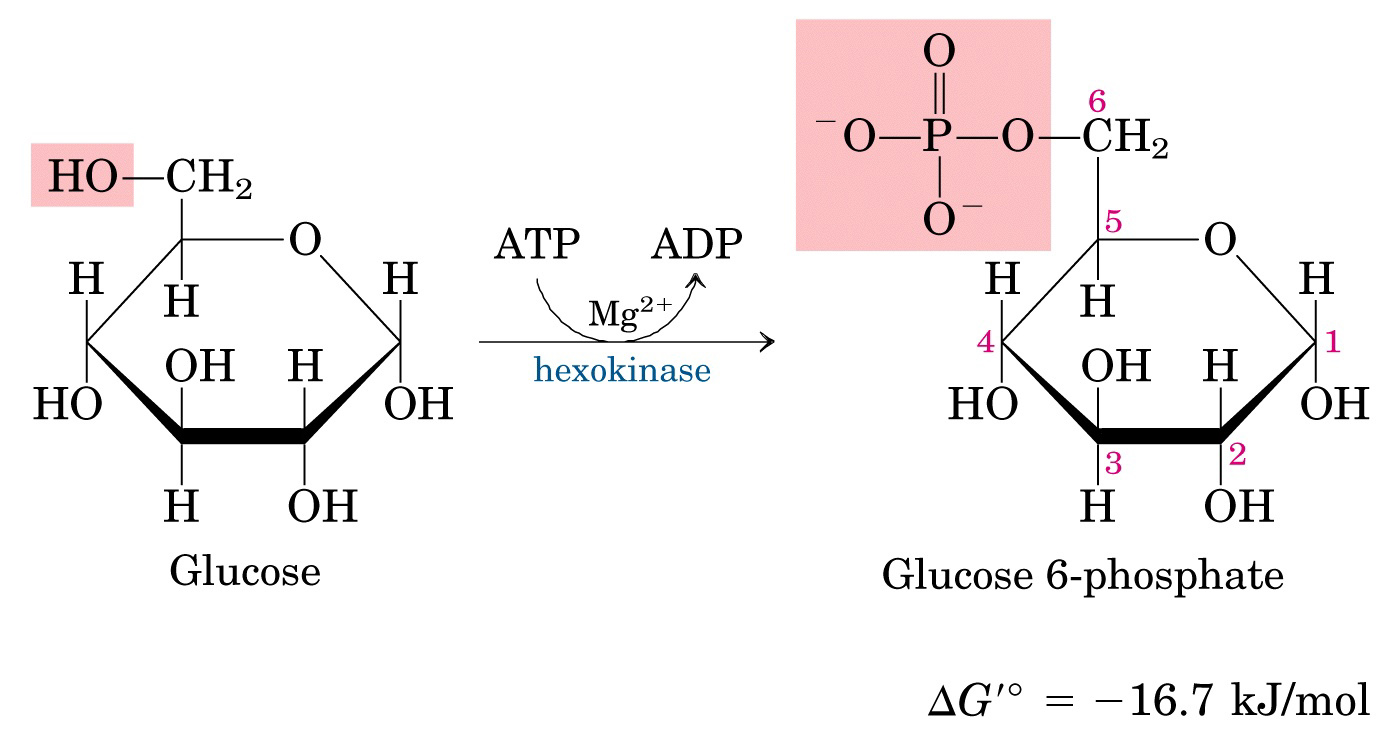 O
⁻O—P—O—CH₂
6
O⁻
HO—CH₂
5
O
O
ATP ADP
H H
H
Mg²⁺
H H
H
4 1
hexokinase
OH H
OH H
HO OH
HO OH
3 2
H OH
H OH
Glucose
Glucose 6-phosphate
ΔG′° = −16.7 kJ/mol